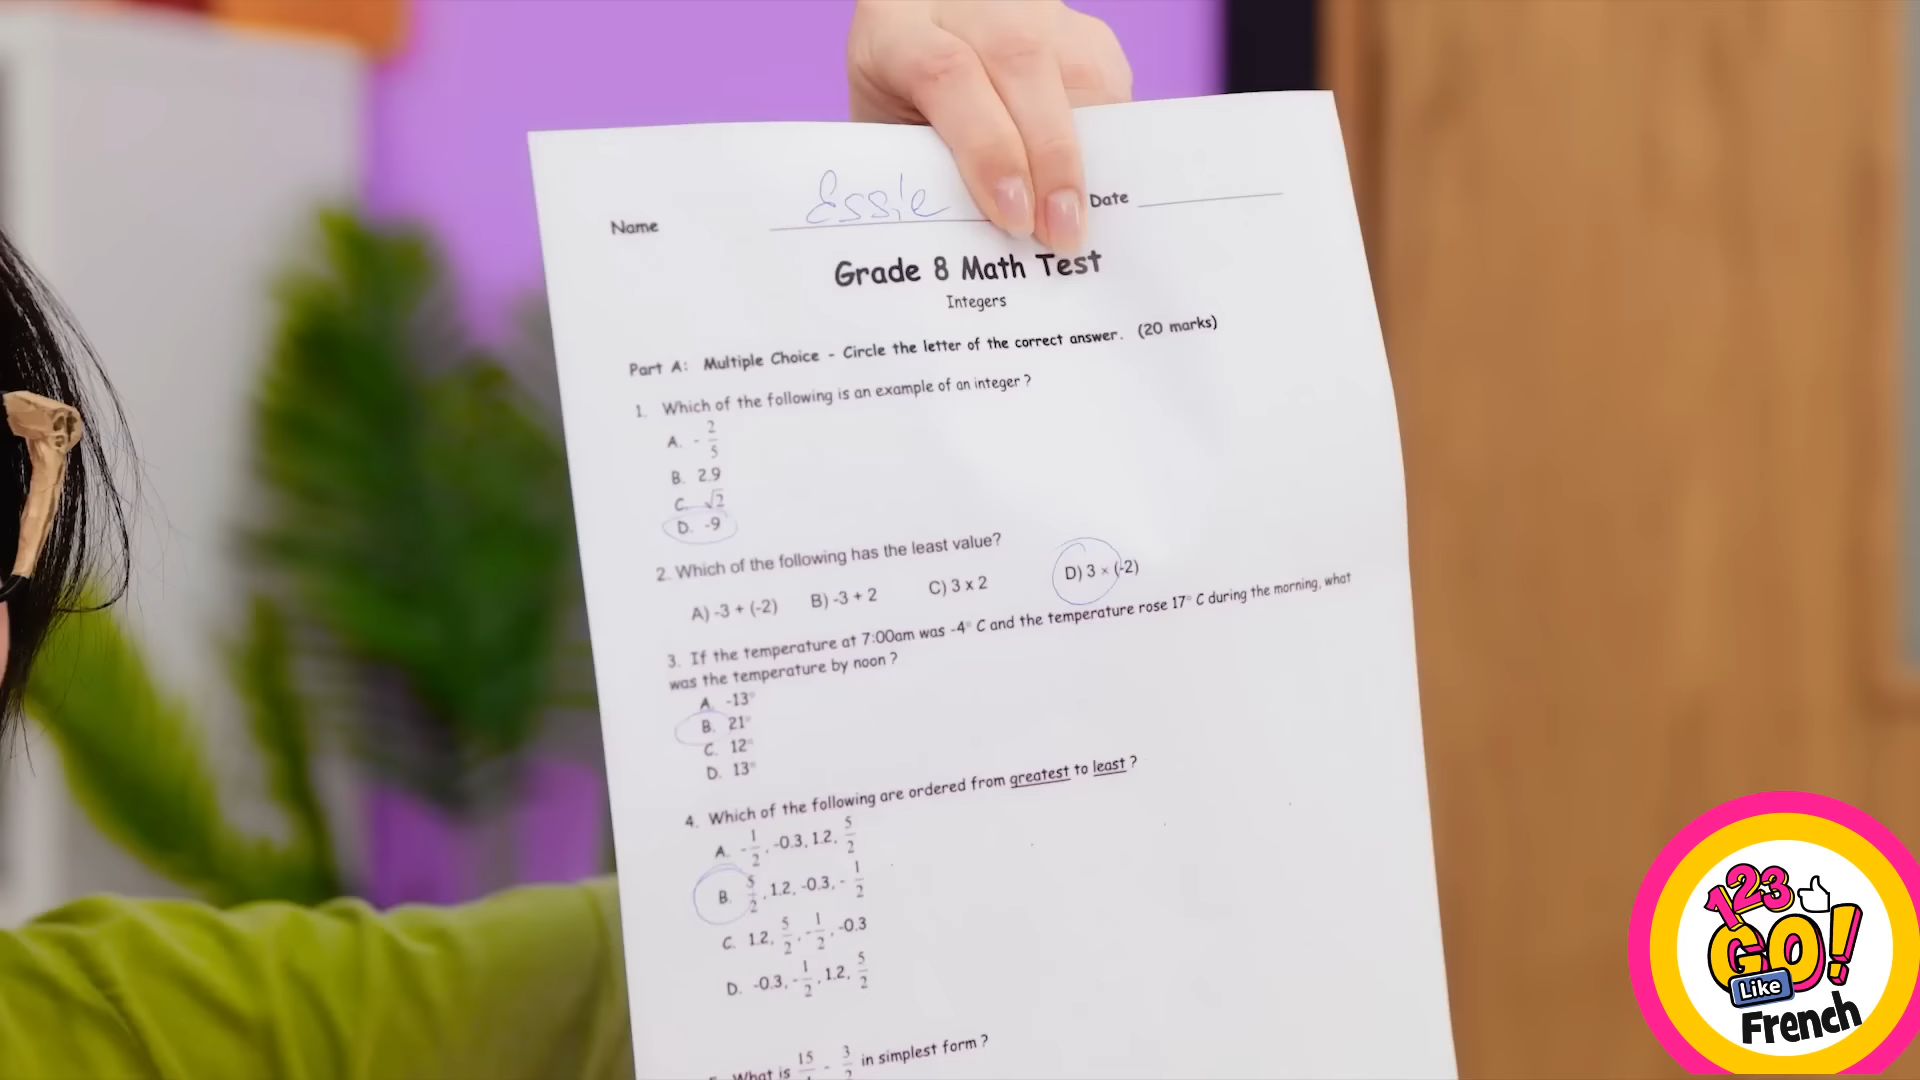 Name Essie Date
Grade 8 Math Test
Integers
Part A: Multiple Choice - Circle the letter of the correct answer. (20 marks)
1. Which of the following is an example of an integer ?
A. - 2/5
B. 2.9
C. √2
D. -9
2. Which of the following has the least value?
A) -3 + (-2) B) -3 + 2 C) 3 x 2 D) 3 × (-2)
3. If the temperature at 7:00am was -4° C and the temperature rose 17° C during the morning, what
was the temperature by noon ?
A. -13°
B. 21°
C. 12°
D. 13°
4. Which of the following are ordered from greatest to least ?
A. -1/2, -0.3, 1.2, 5/2
B. 5/2, 1.2, -0.3, -1/2
C. 1.2, 5/2, -1/2, -0.3
D. -0.3, -1/2, 1.2, 5/2
What is 15 - 3/2 in simplest form ?
123
GO!
Like
French